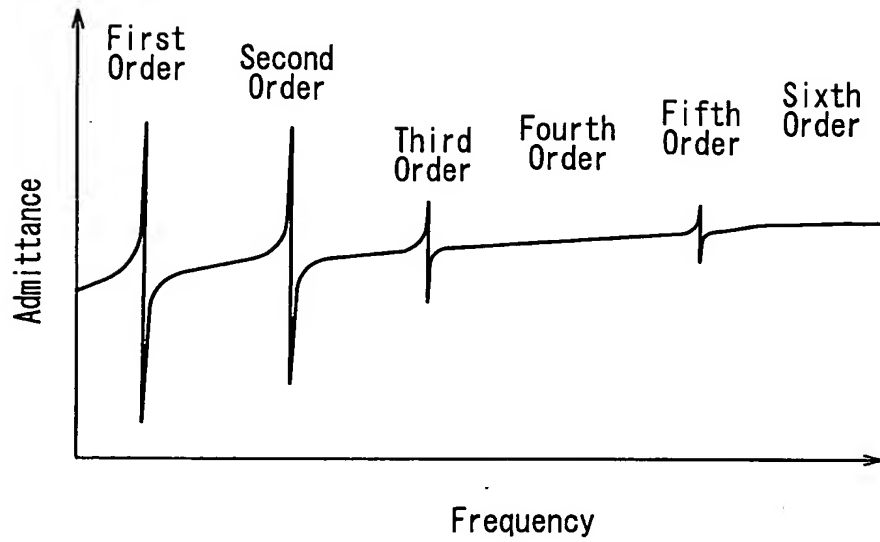 First
Order
Second
Order
Third
Order
Fourth
Order
Fifth
Order
Sixth
Order
Admittance
Frequency